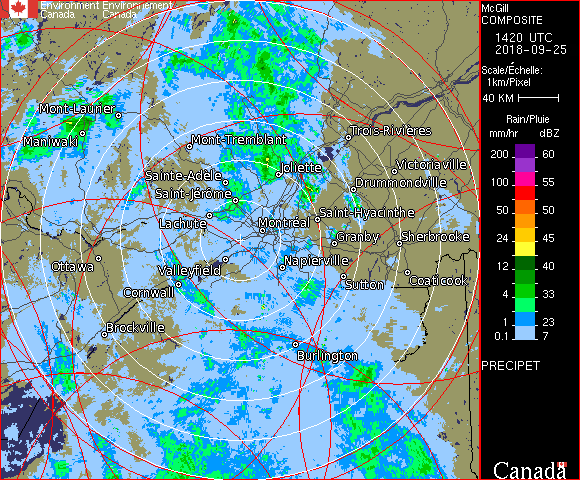 Environment Environnement
Canada Canada
McGill
COMPOSITE
1420 UTC
2018-09-25
Scale/Échelle:
1km/Pixel
40 KM
Rain/Pluie
mm/hr dBZ
200 60
100 55
50 50
24 45
12 40
4 33
1 23
0.1 7
PRECIPET
Canada
Mont-Laurier
Maniwaki
Mont-Tremblant
Trois-Rivières
Sainte-Adèle
Joliette
Victoriaville
Saint-Jérôme
Drummondville
Lachute
Montréal
Saint-Hyacinthe
Granby
Sherbrooke
Ottawa
Valleyfield
Napierville
Cornwall
Sutton
Coaticook
Brockville
Burlington